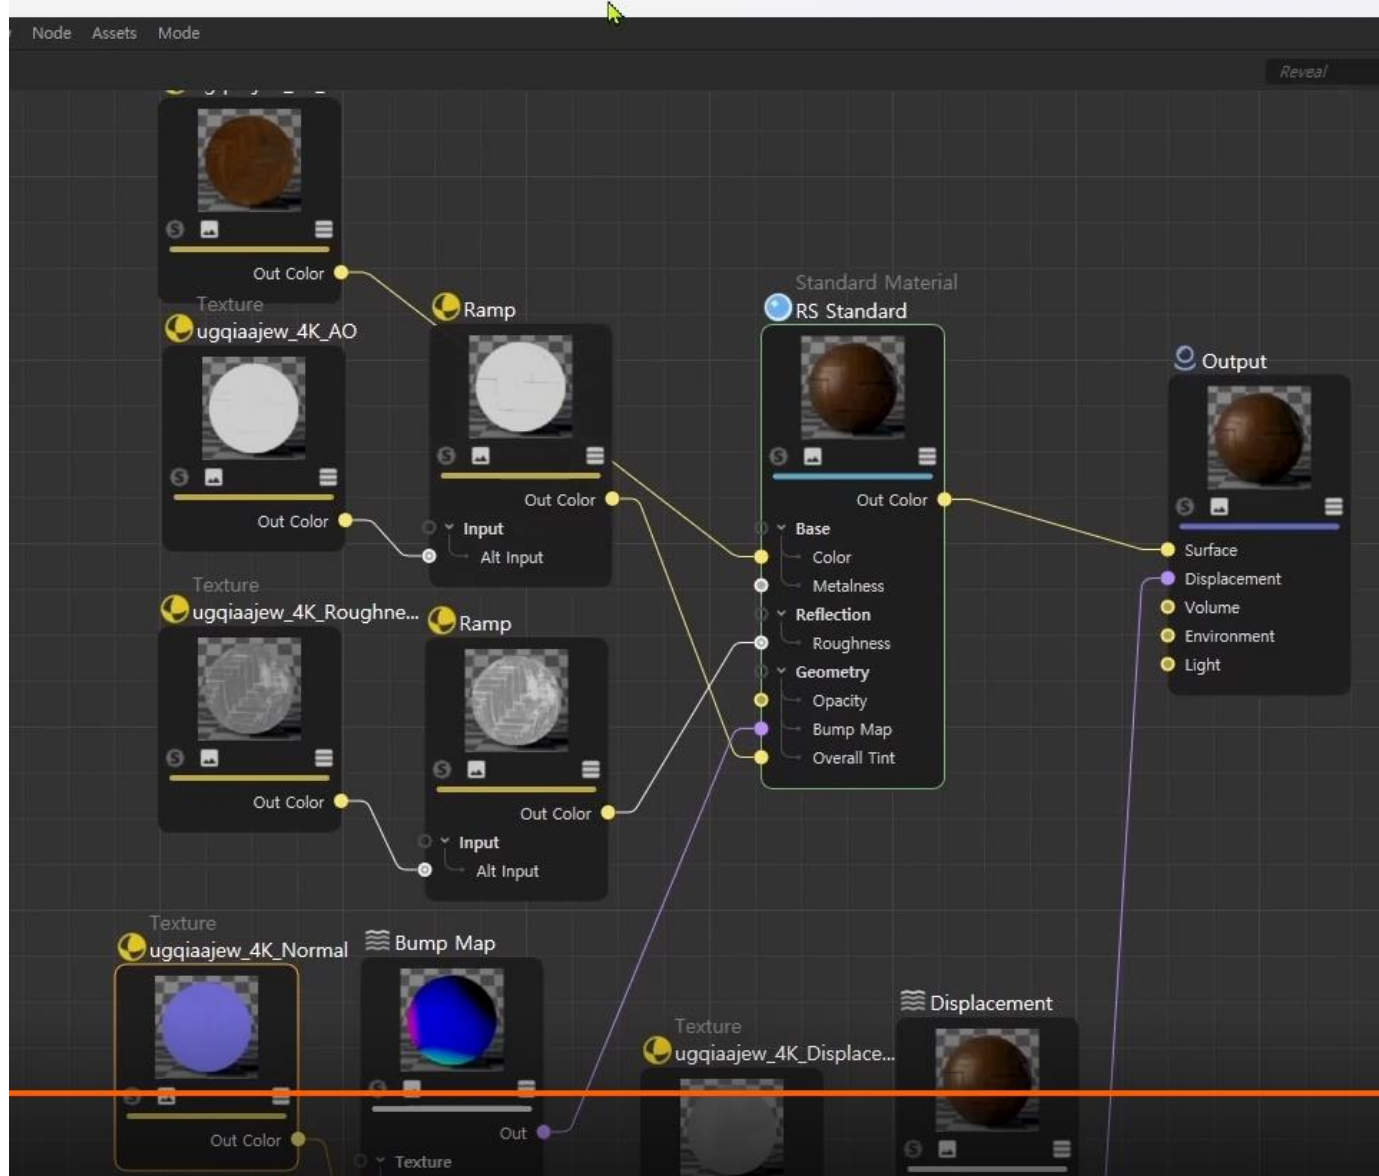 Node Assets Mode
Reveal
Out Color
Texture
ugqiaajew_4K_AO
Out Color
Ramp
Out Color
Input
Alt Input
Standard Material
RS Standard
Out Color
Base
Color
Metalness
Reflection
Roughness
Geometry
Opacity
Bump Map
Overall Tint
Output
Surface
Displacement
Volume
Environment
Light
Texture
ugqiaajew_4K_Roughne...
Out Color
Ramp
Out Color
Input
Alt Input
Texture
ugqiaajew_4K_Normal
Out Color
Bump Map
Out
Texture
Texture
ugqiaajew_4K_Displace...
Displacement